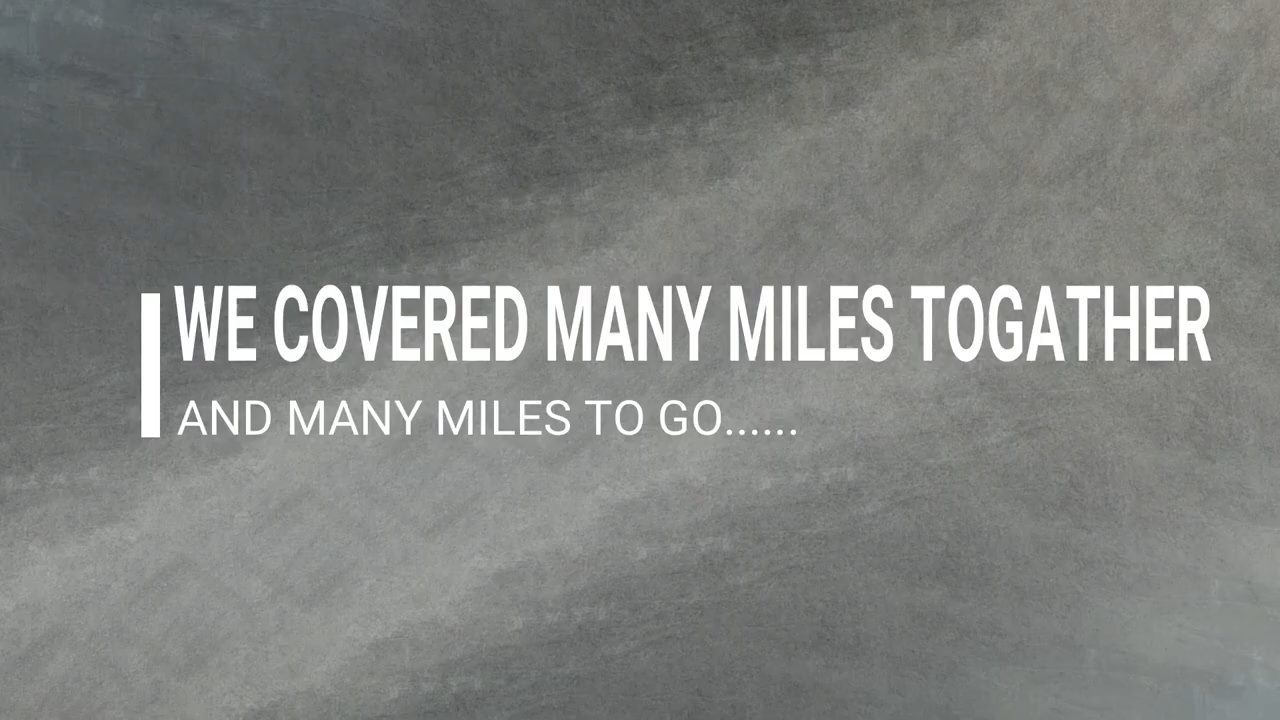 WE COVERED MANY MILES TOGATHER
AND MANY MILES TO GO......